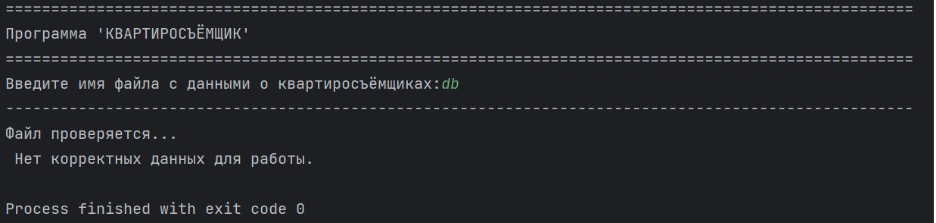 ====================================================================================================
Программа 'КВАРТИРОСЪЁМЩИК'
====================================================================================================
Введите имя файла с данными о квартиросъёмщиках:db
----------------------------------------------------------------------------------------------------
Файл проверяется...
 Нет корректных данных для работы.

Process finished with exit code 0